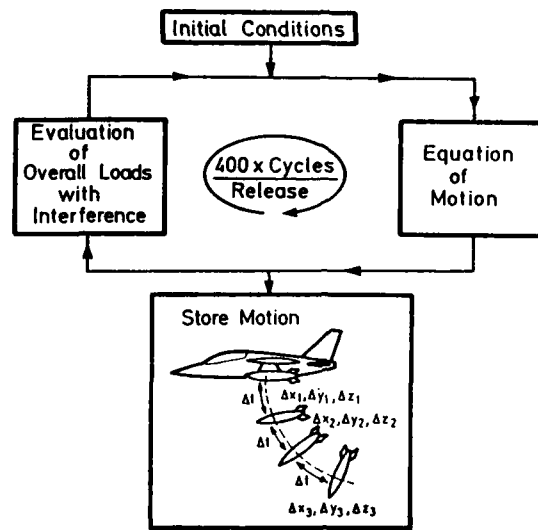 Initial Conditions
Evaluation
of
Overall Loads
with
Interference
400 x Cycles
Release
Equation
of
Motion
Store Motion
Δt
Δx₁, Δy₁, Δz₁
Δt
Δx₂, Δy₂, Δz₂
Δt
Δx₃, Δy₃, Δz₃